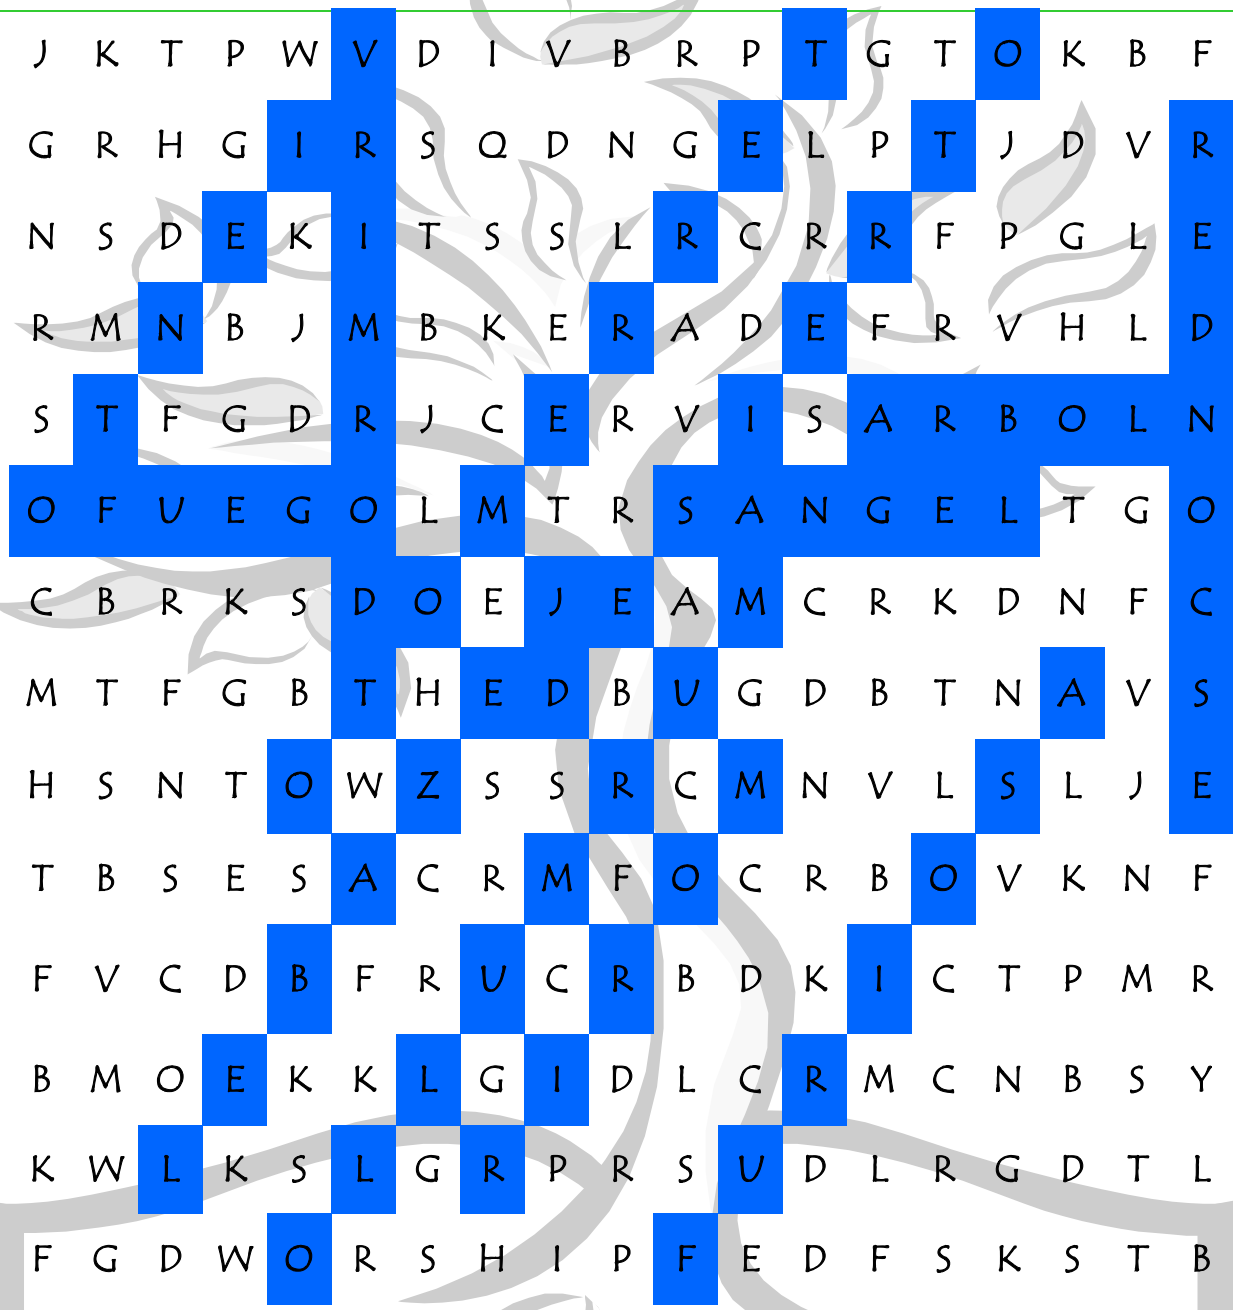 J K T P W V D I V B R P T G T O K B F
G R H G I R S Q D N G E L P T J D V R
N S D E K I T S S L R C R R F P G L E
R M N B J M B K E R A D E F R V H L D
S T F G D R J C E R V I S A R B O L N
O F U E G O L M T R S A N G E L T G O
C B R K S D O E J E A M C R K D N F C
M T F G B T H E D B U G D B T N A V S
H S N T O W Z S S R C M N V L S L J E
T B S E S A C R M F O C R B O V K N F
F V C D B F R U C R B D K I C T P M R
B M O E K K L G I D L C R M C N B S Y
K W L K S L G R P R S U D L R G D T L
F G D W O R S H I P F E D F S K S T B